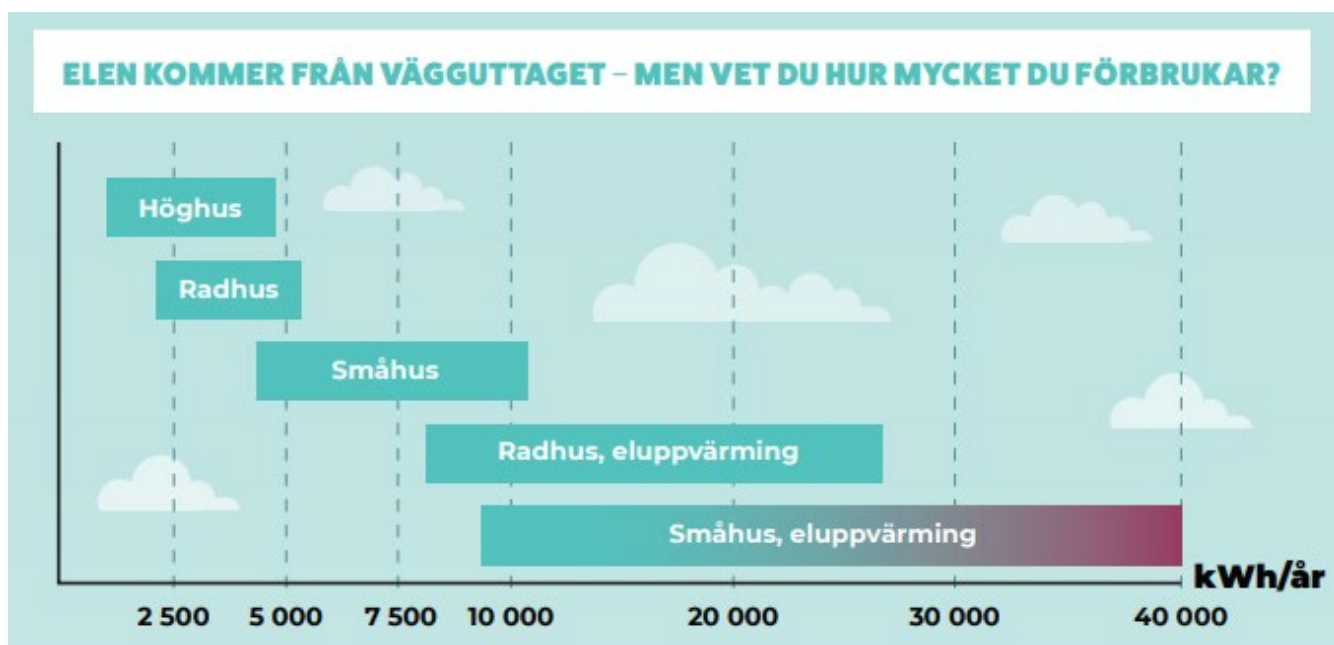 ELEN KOMMER FRÅN VÄGGUTTAGET – MEN VET DU HUR MYCKET DU FÖRBRUKAR?
Höghus
Radhus
Småhus
Radhus, eluppvärming
Småhus, eluppvärming
kWh/år
2 500 5 000 7 500 10 000 20 000 30 000 40 000